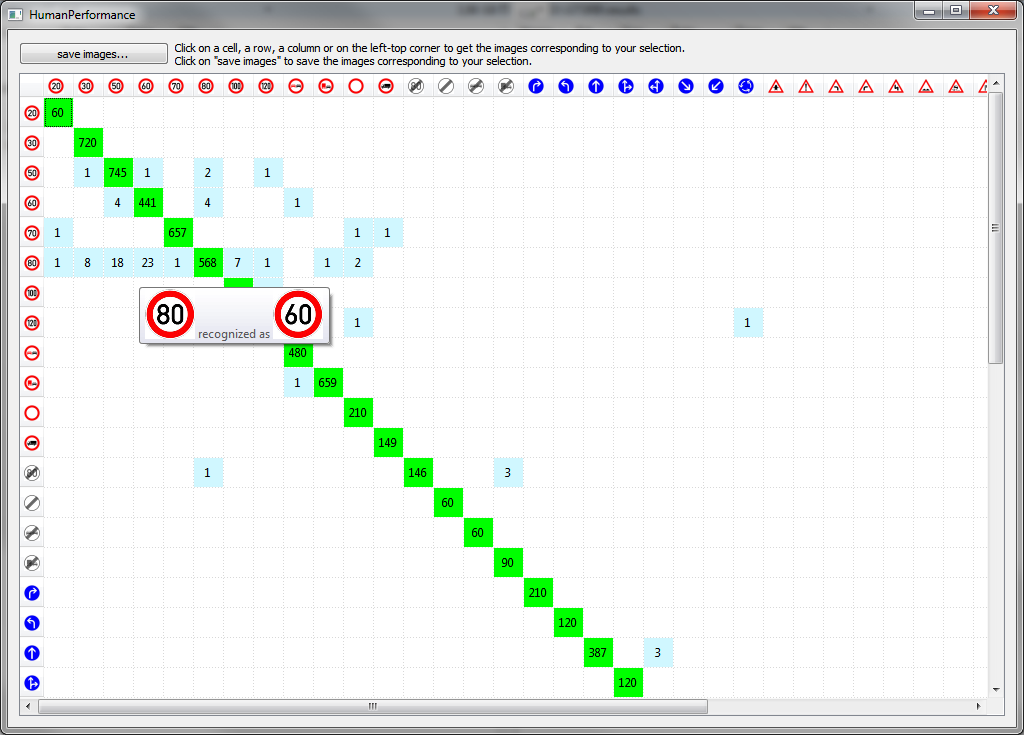 HumanPerformance
save images...
Click on a cell, a row, a column or on the left-top corner to get the images corresponding to your selection.
Click on "save images" to save the images corresponding to your selection.
20 30 50 60 70 80 100 120 80
20 60
30 720
50 1 745 1 2 1
60 4 441 4 1
70 1 657 1 1
80 1 8 18 23 1 568 7 1 1 2
100
80 recognized as 60
120 1 1
480
1 659
210
149
80 146 1 3
60
60
90
210
120
387 3
120